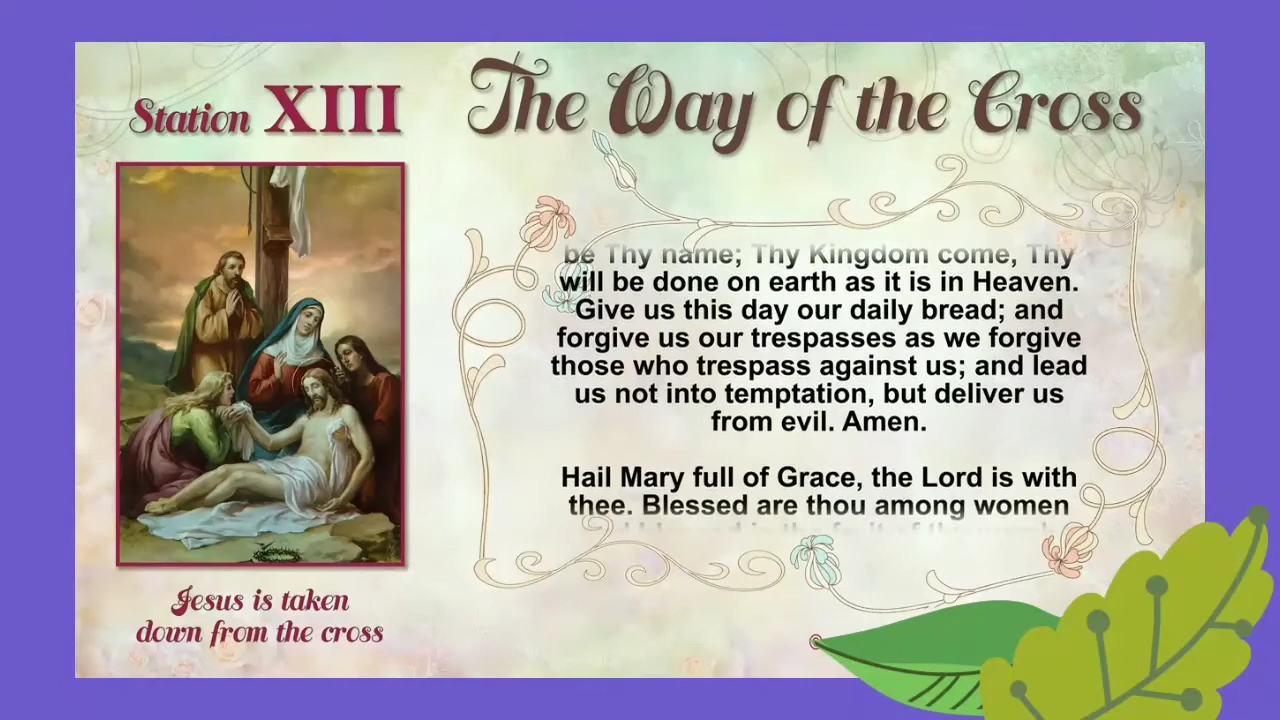 Station XIII
The Way of the Cross
be Thy name; Thy Kingdom come, Thy
will be done on earth as it is in Heaven.
Give us this day our daily bread; and
forgive us our trespasses as we forgive
those who trespass against us; and lead
us not into temptation, but deliver us
from evil. Amen.
Hail Mary full of Grace, the Lord is with
thee. Blessed are thou among women
Jesus is taken
down from the cross